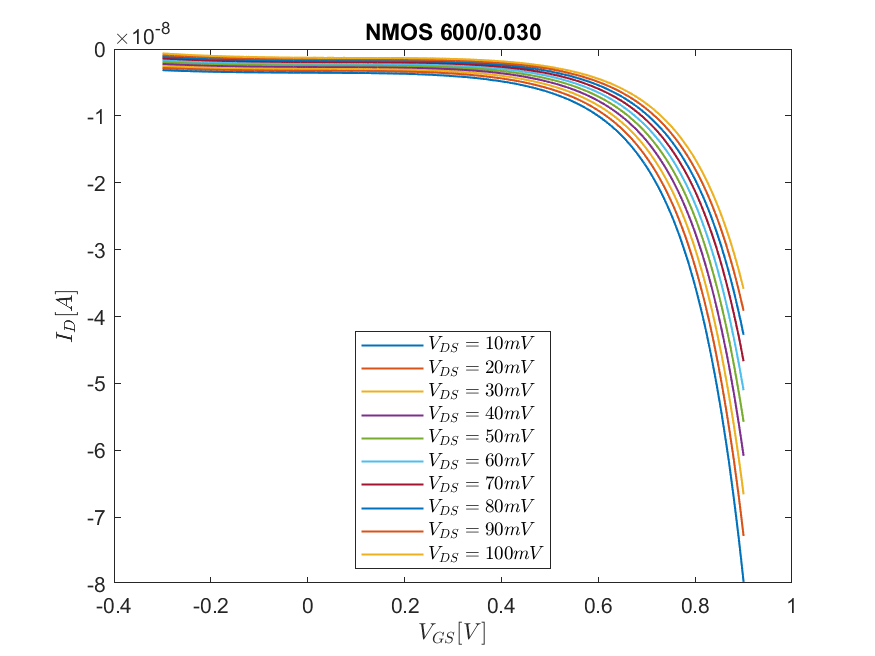 NMOS 600/0.030
×10-8
0
-1
-2
-3
-4
-5
-6
-7
-8
I_D[A]
V_DS = 10mV
V_DS = 20mV
V_DS = 30mV
V_DS = 40mV
V_DS = 50mV
V_DS = 60mV
V_DS = 70mV
V_DS = 80mV
V_DS = 90mV
V_DS = 100mV
-0.4 -0.2 0 0.2 0.4 0.6 0.8 1
V_GS[V]